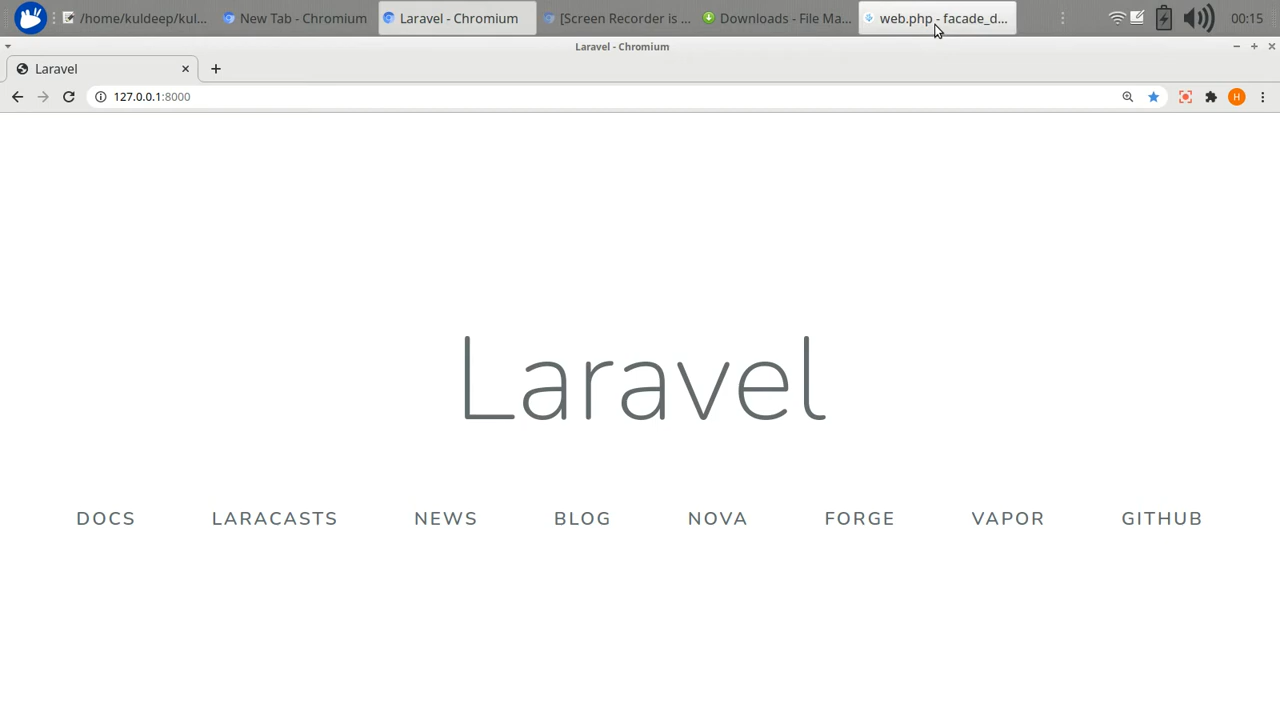 /home/kuldeep/kul... New Tab - Chromium Laravel - Chromium [Screen Recorder is ... Downloads - File Ma... web.php - facade_d... 00:15
Laravel - Chromium
Laravel
127.0.0.1:8000 H
Laravel
DOCS LARACASTS NEWS BLOG NOVA FORGE VAPOR GITHUB